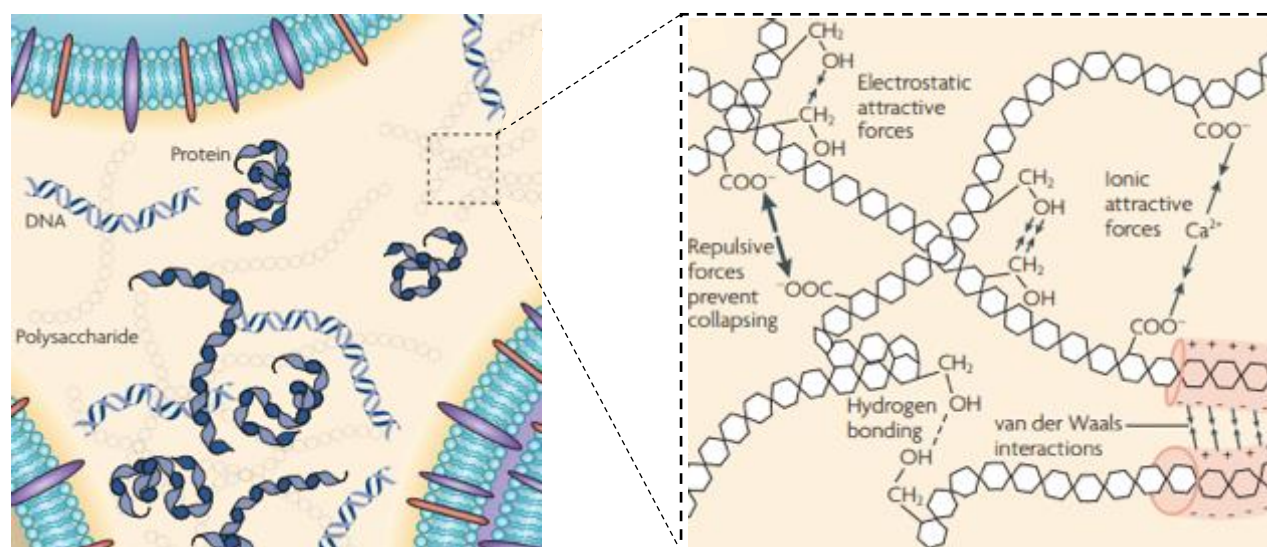 Protein
DNA
Polysaccharide
CH₂
OH
Electrostatic
attractive
forces
CH₂
OH
COO⁻
COO⁻
CH₂
OH
Ionic
attractive
forces
Ca²⁺
Repulsive
forces
prevent
collapsing
⁻OOC
CH₂
OH
COO⁻
+ + + +
- - - -
CH₂
OH
Hydrogen
bonding
van der Waals
interactions
+ + + +
OH
CH₂
- - - -